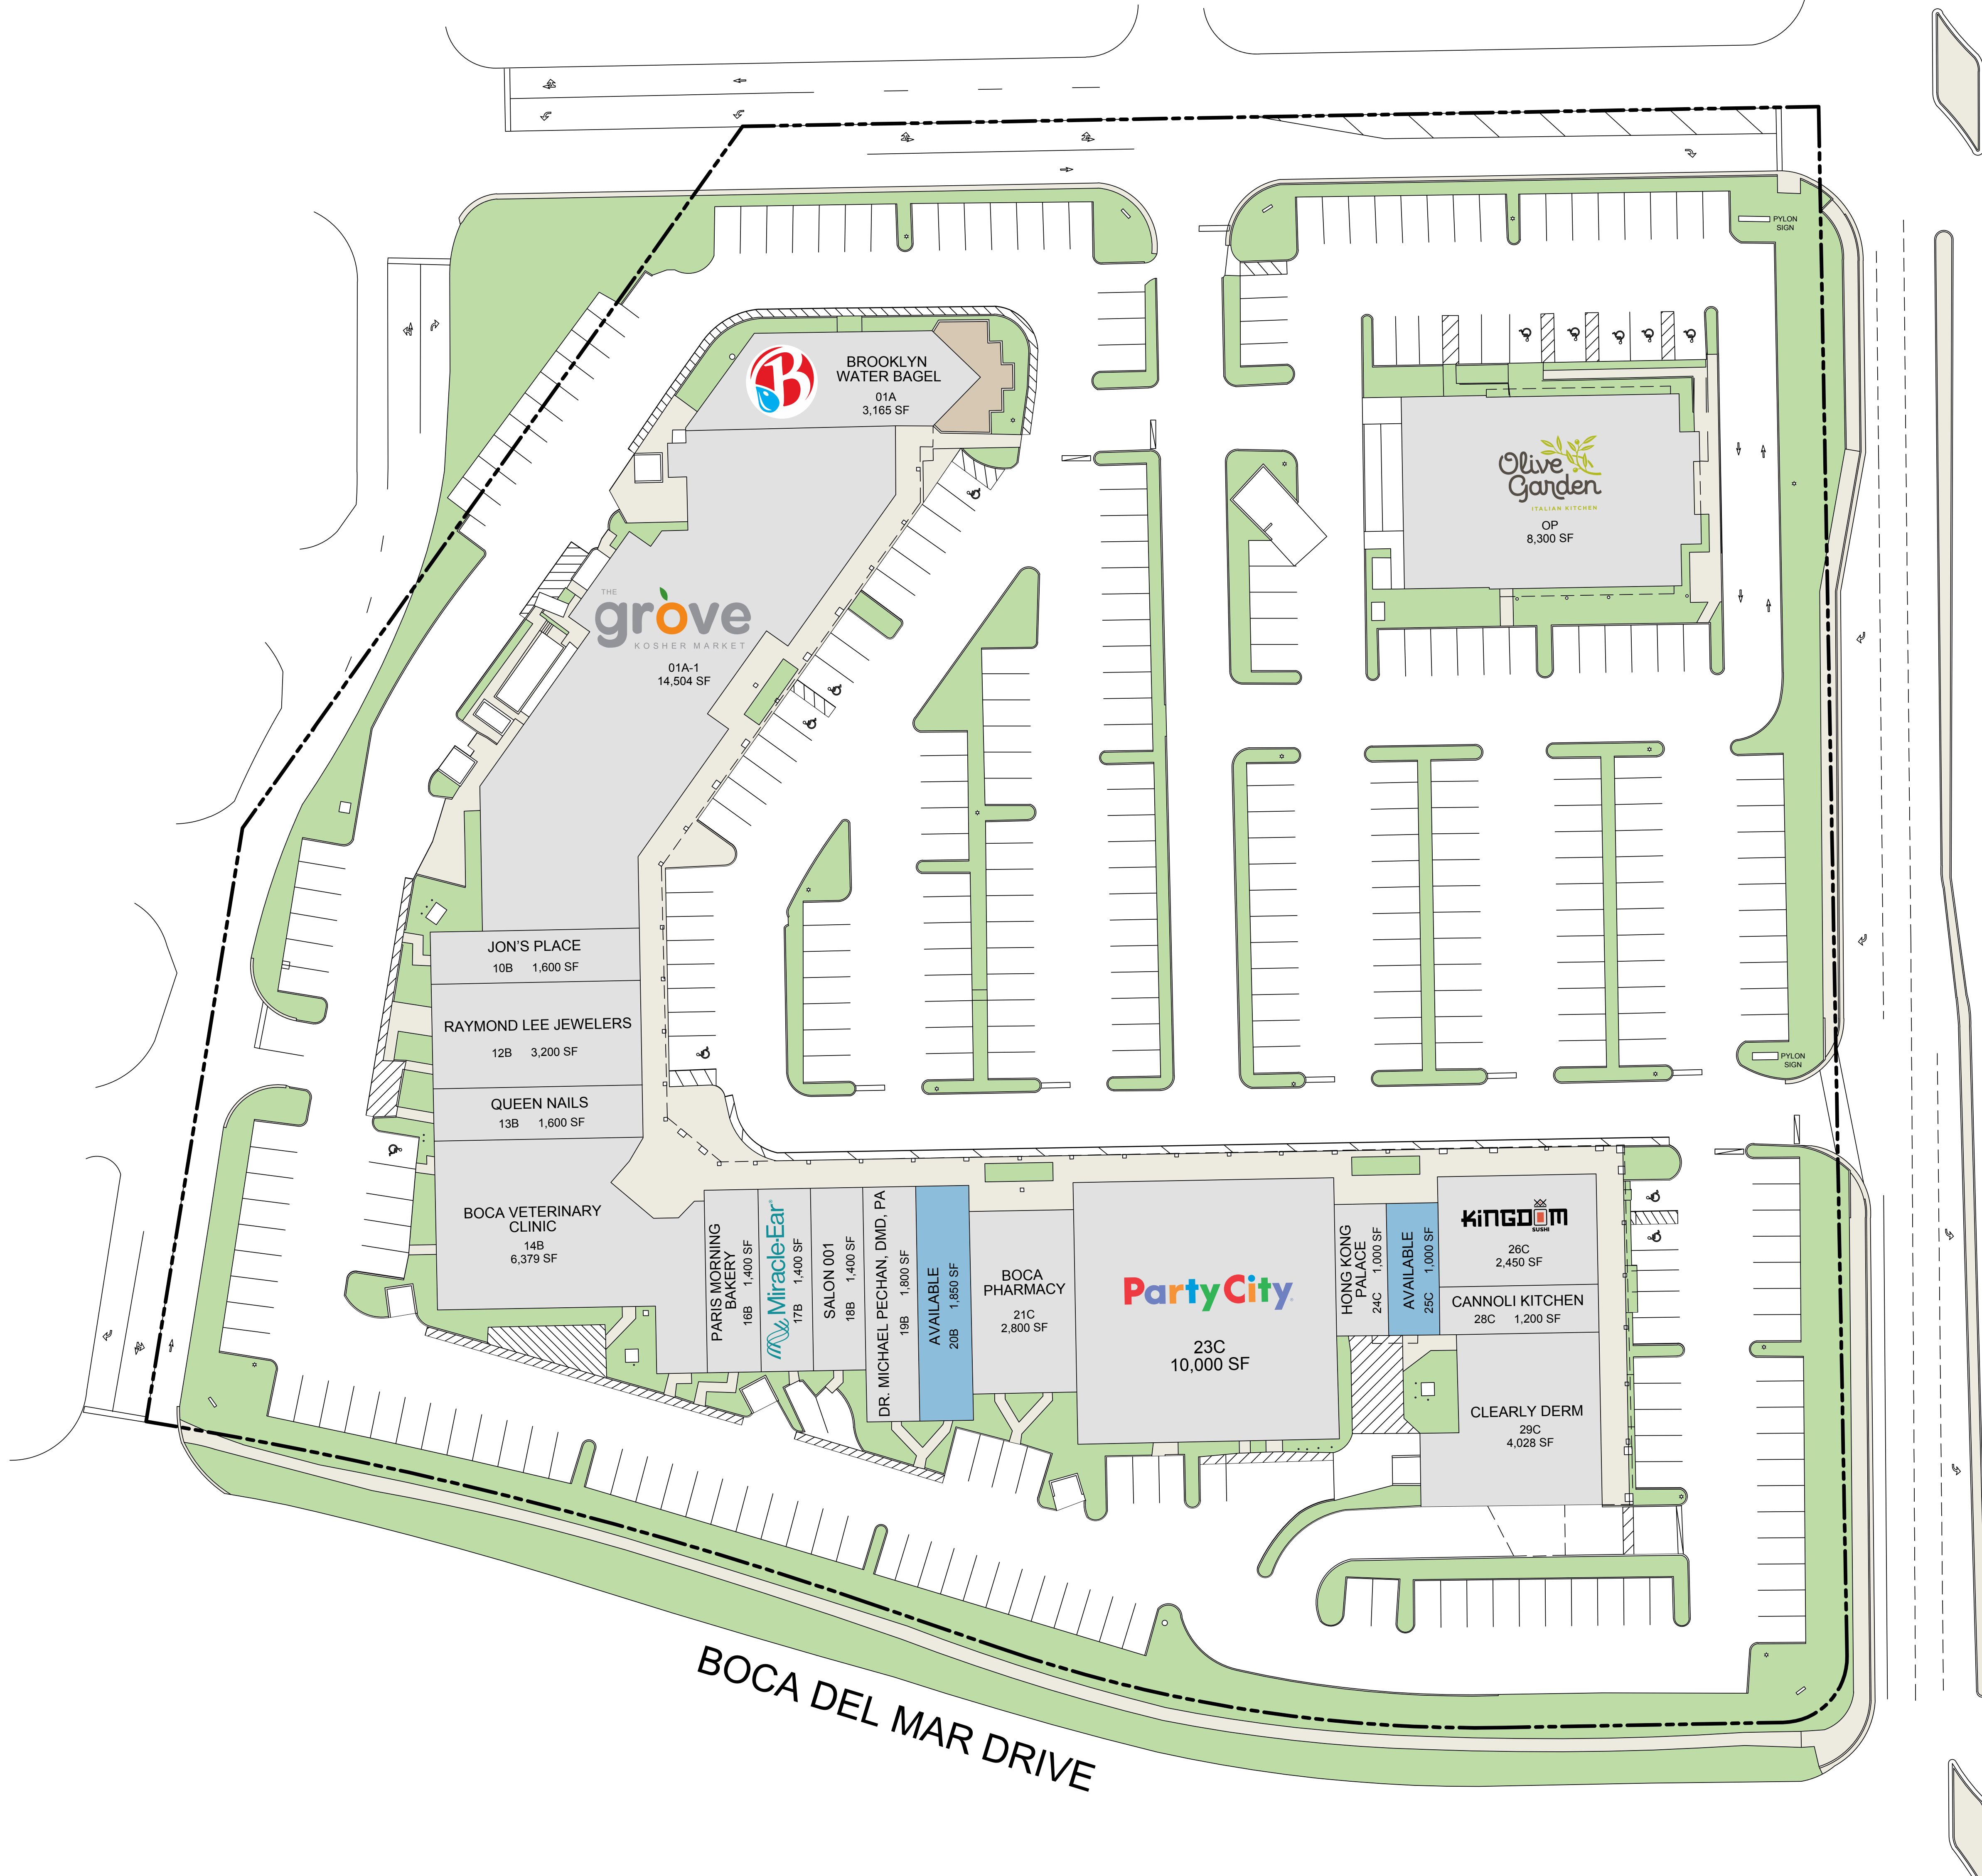 PYLON
SIGN
BROOKLYN
WATER BAGEL
01A
3,165 SF
B
Olive
Garden
ITALIAN KITCHEN
OP
8,300 SF
THE
grove
KOSHER MARKET
01A-1
14,504 SF
JON'S PLACE
10B 1,600 SF
RAYMOND LEE JEWELERS
12B 3,200 SF
QUEEN NAILS
13B 1,600 SF
BOCA VETERINARY
CLINIC
14B
6,379 SF
PARIS MORNING
BAKERY
16B 1,400 SF
Miracle-Ear®
17B 1,400 SF
SALON 001
18B 1,400 SF
DR. MICHAEL PECHAN, DMD, PA
19B 1,800 SF
AVAILABLE
20B 1,850 SF
BOCA
PHARMACY
21C
2,800 SF
PartyCity
23C
10,000 SF
HONG KONG
PALACE
24C 1,000 SF
AVAILABLE
25C 1,000 SF
KINGDOM
SUSHI
26C
2,450 SF
CANNOLI KITCHEN
28C 1,200 SF
CLEARLY DERM
29C
4,028 SF
PYLON
SIGN
BOCA DEL MAR DRIVE